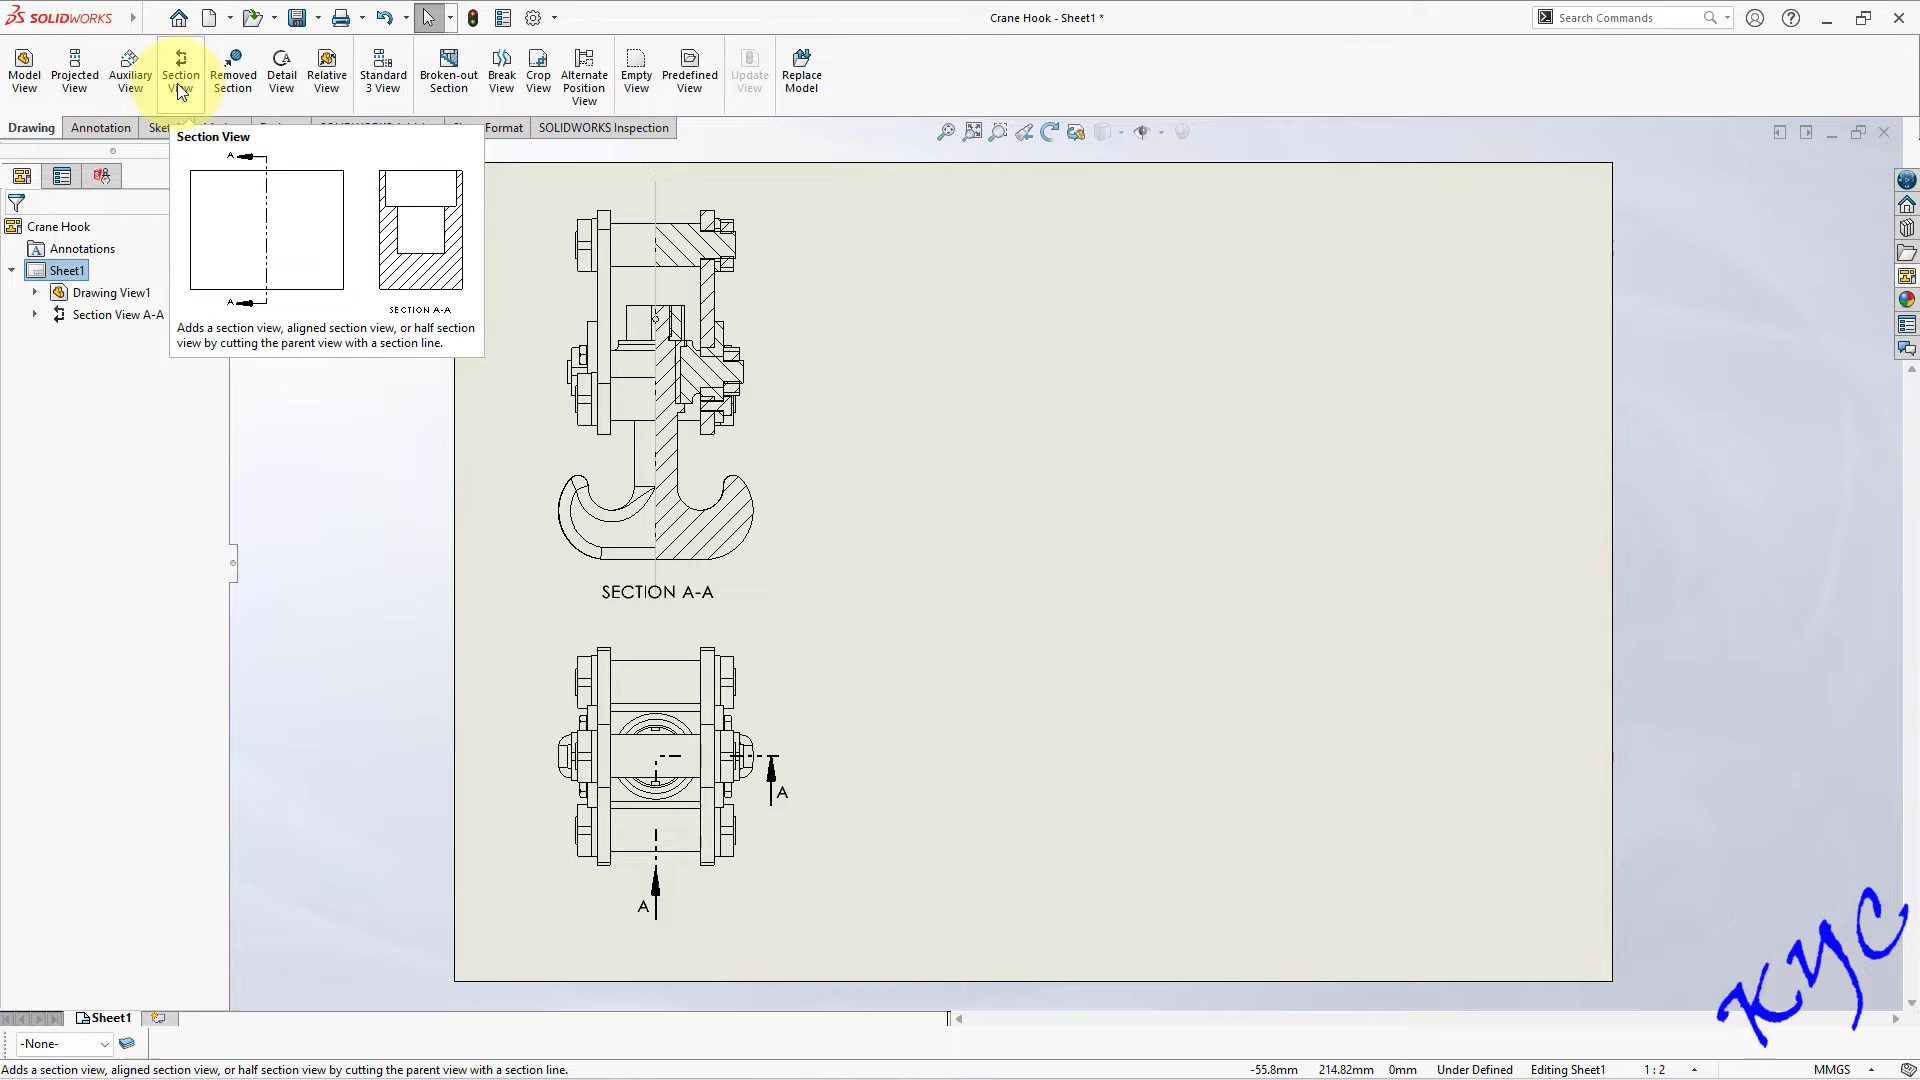 SOLIDWORKS
Crane Hook - Sheet1 *
Search Commands
Model View
Projected View
Auxiliary View
Section View
Removed Section
Detail View
Relative View
Standard 3 View
Broken-out Section
Break View
Crop View
Alternate Position View
Empty View
Predefined View
Update View
Replace Model
Drawing
Annotation
Format
SOLIDWORKS Inspection
Section View
A
A
SECTION A-A
Adds a section view, aligned section view, or half section
view by cutting the parent view with a section line.
Crane Hook
Annotations
Sheet1
Drawing View1
Section View A-A
SECTION A-A
A
A
KYC
Sheet1
-None-
Adds a section view, aligned section view, or half section view by cutting the parent view with a section line.
-55.8mm
214.82mm
0mm
Under Defined
Editing Sheet1
1 : 2
MMGS